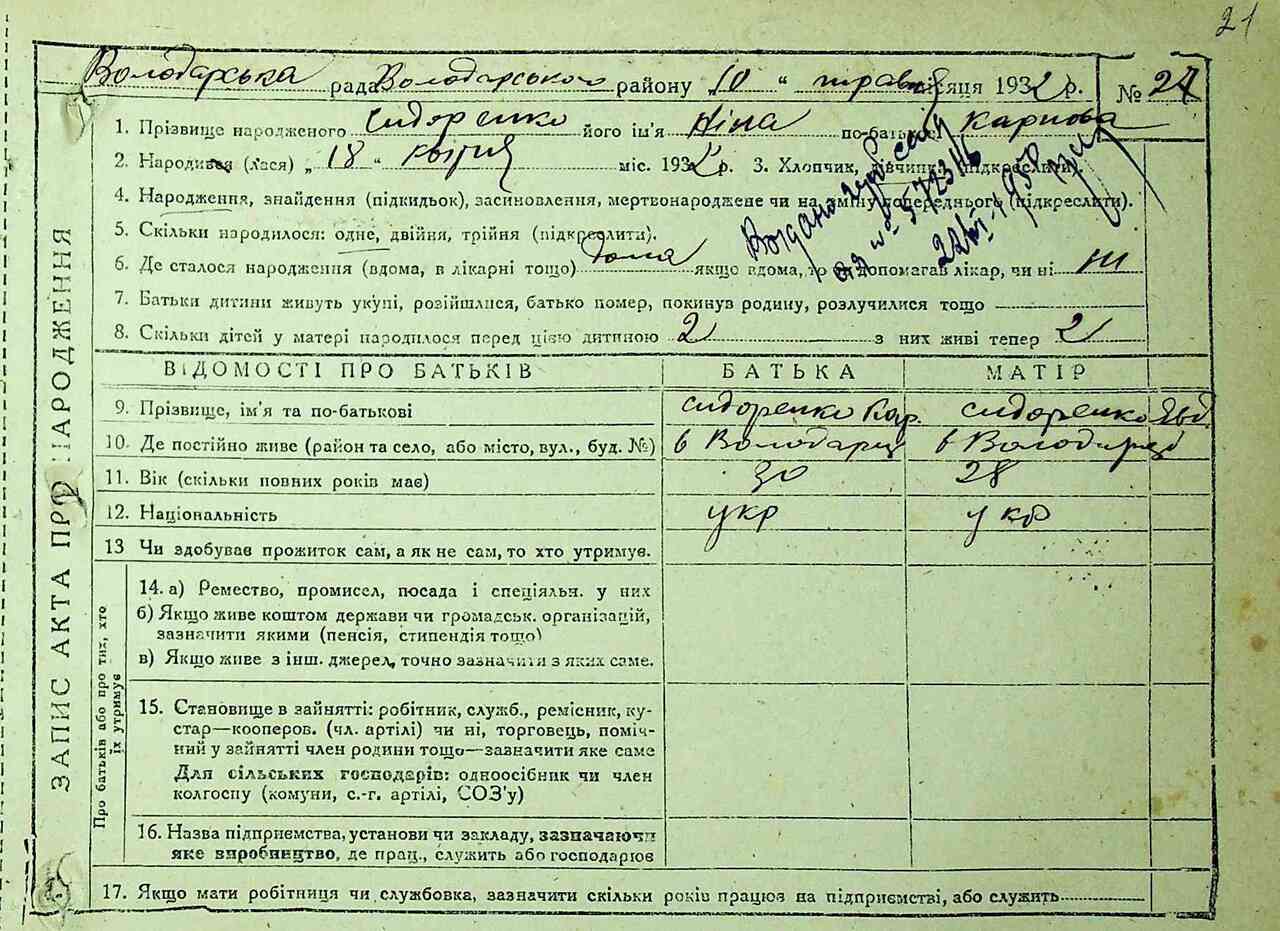 21
Володарська рада Володарського району „10“ травня місяця 1932 р. № 24
ЗАПИС АКТА ПРО НАРОДЖЕННЯ
1. Прізвище народженого Сидоренко його ім'я Ніна по-батькові Карпова
2. Народився (лася) „18“ квітня міс. 1932 р. 3. Хлопчик, дівчинка (підкреслити).
4. Народження, знайдення (підкидьок), засиновлення, мертвонароджене чи на зміну попереднього (підкреслити).
5. Скільки народилося: одне, двійня, трійня (підкреслити).
6. Де сталося народження (вдома, в лікарні тощо) дома якщо вдома, то чи допомагав лікар, чи ні ні
7. Батьки дитини живуть укупі, розійшлися, батько помер, покинув родину, розлучилися тощо
8. Скільки дітей у матері народилося перед цією дитиною 2 з них живі тепер 2
ВІДОМОСТІ ПРО БАТЬКІВ БАТЬКА МАТІР
9. Прізвище, ім'я та по-батькові Сидоренко Кар. Сидоренко Явд
10. Де постійно живе (район та село, або місто, вул., буд. №) в Володарці в Володарці
11. Вік (скільки повних років має) 30 28
12. Національність укр укр
13 Чи здобував прожиток сам, а як не сам, то хто утримує.
Про батьків або про тих, хто
їх утримує
14. а) Ремество, промисел, посада і спеціяльн. у них
б) Якщо живе коштом держави чи громадськ. організацій,
зазначити якими (пенсія, стипендія тощо)
в) Якщо живе з інш. джерел, точно зазначити з яких саме.
15. Становище в зайнятті: робітник, служб., ремісник, ку-
стар—кооперов. (чл. артілі) чи ні, торговець, поміч-
ний у зайнятті член родини тощо—зазначити яке саме
Для сільських господарів: одноосібник чи член
колгоспу (комуни, с.-г. артілі, СОЗ'у)
16. Назва підприємства, установи чи закладу, зазначаючи
яке виробництво, де прац., служить або господарює
17. Якщо мати робітниця чи службовка, зазначити скільки років працює на підприємстві, або служить